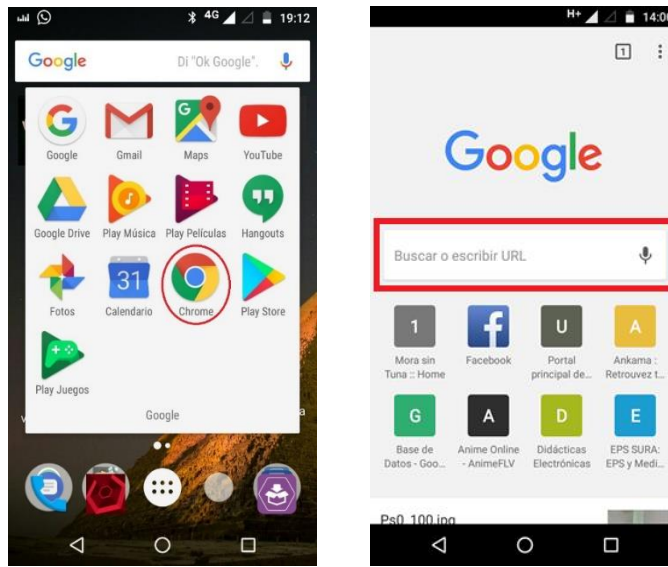 4G 19:12
Google Di "Ok Google".
Google Gmail Maps YouTube
Google Drive Play Música Play Películas Hangouts
31
Fotos Calendario Chrome Play Store
Play Juegos
Google
H+ 14:00
1
Google
Buscar o escribir URL
1 U A
Mora sin Facebook Portal Ankama :
Tuna :: Home principal de... Retrouvez t...
G A D E
Base de Anime Online Didácticas EPS SURA:
Datos - Goo... - AnimeFLV Electrónicas EPS y Medi...
Ps0_100.jpg